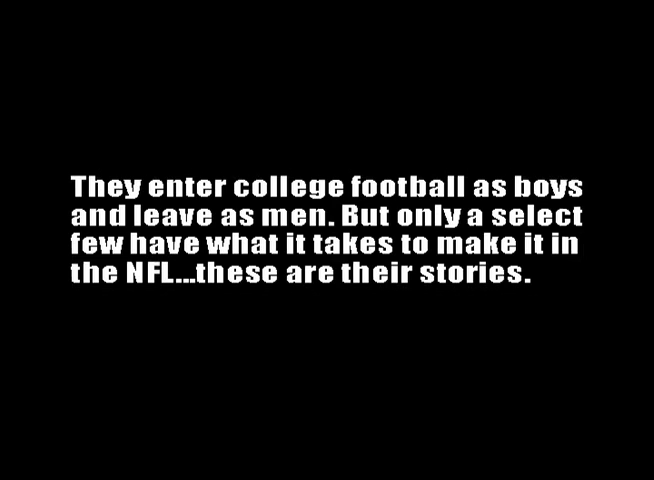 They enter college football as boys
and leave as men. But only a select
few have what it takes to make it in
the NFL...these are their stories.